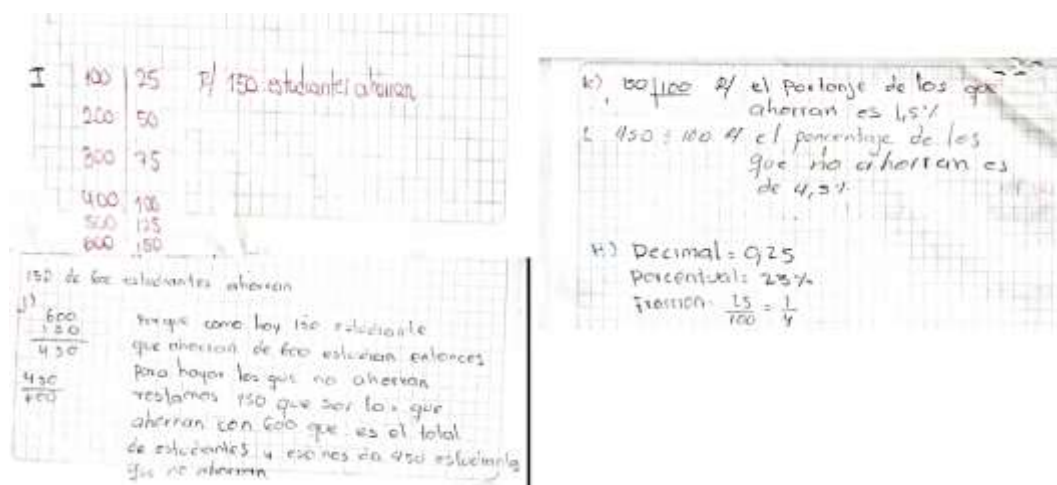 I 100 | 25 R/ 150 estudiantes ahorran
200 | 50
300 | 75
400 | 100
500 | 125
600 | 150
150 de 600 estudiantes ahorran
J)
600
150
450
450
600
porque como hay 150 estudiante
que ahorran de 600 estudian entonces
para hayar los que no ahorran
restamos 150 que son los que
ahorran con 600 que es el total
de estudiantes y eso nos da 450 estudiantes
que no ahorran
k) 150|100 R/ el
de los que
ahorran es 1,5%
L 450 ÷ 100 R/ el porcentaje de los
que no ahorran es
de 4,5%
H) Decimal = 0,25
Porcentual: 25%
Fracción 25/100 = 1/4